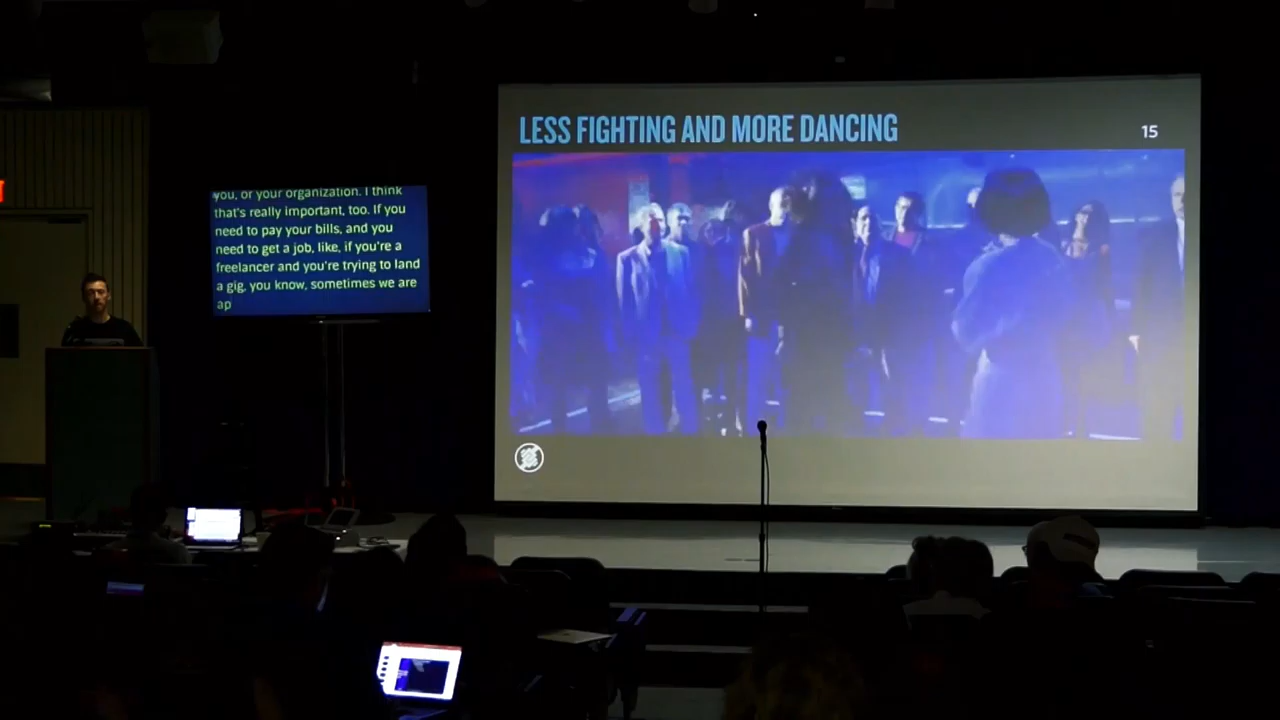 LESS FIGHTING AND MORE DANCING
15
you, or your organization. I think
that's really important, too. If you
need to pay your bills, and you
need to get a job, like, if you're a
freelancer and you're trying to land
a gig, you know, sometimes we are
ap